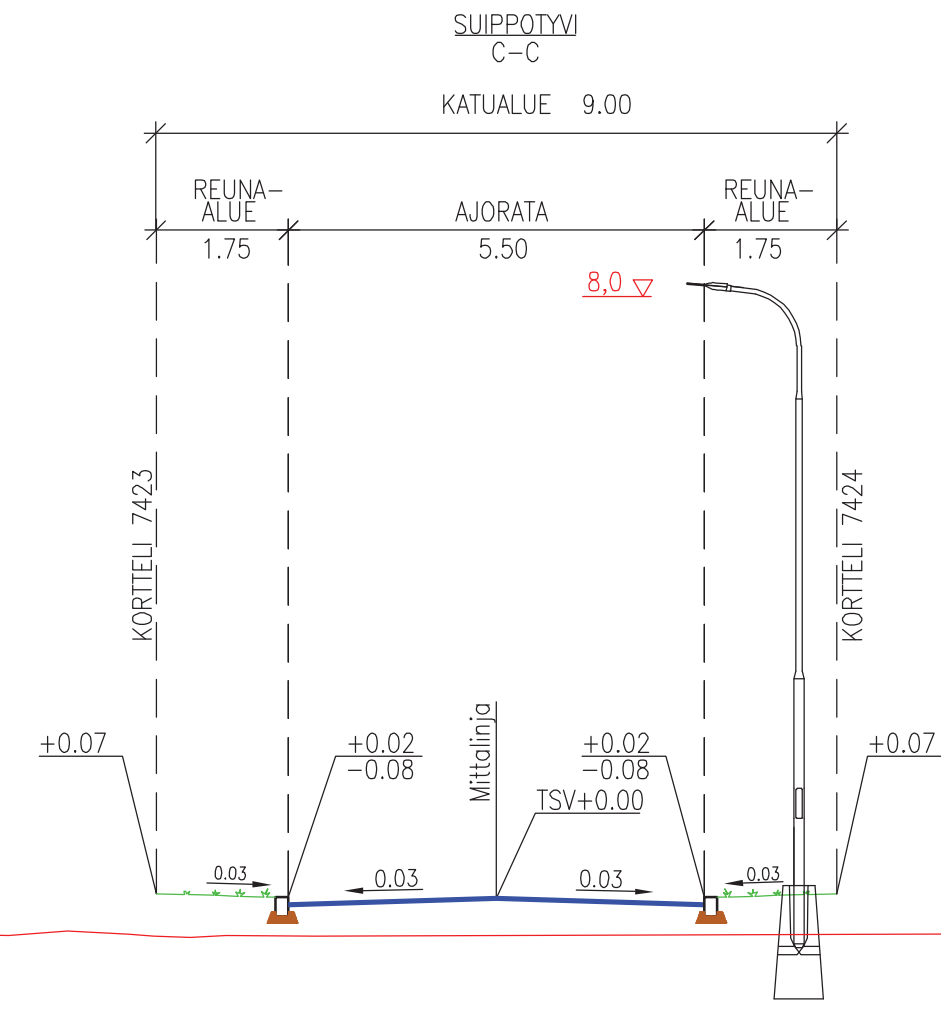 SUIPPOTYVI
C-C
KATUALUE 9.00
REUNA-
ALUE
1.75
AJORATA
5.50
REUNA-
ALUE
1.75
8,0
KORTTELI 7423
KORTTELI 7424
+0.07
+0.02
-0.08
Mittalinja
+0.02
-0.08
+0.07
TSV+0.00
0.03
0.03
0.03
0.03